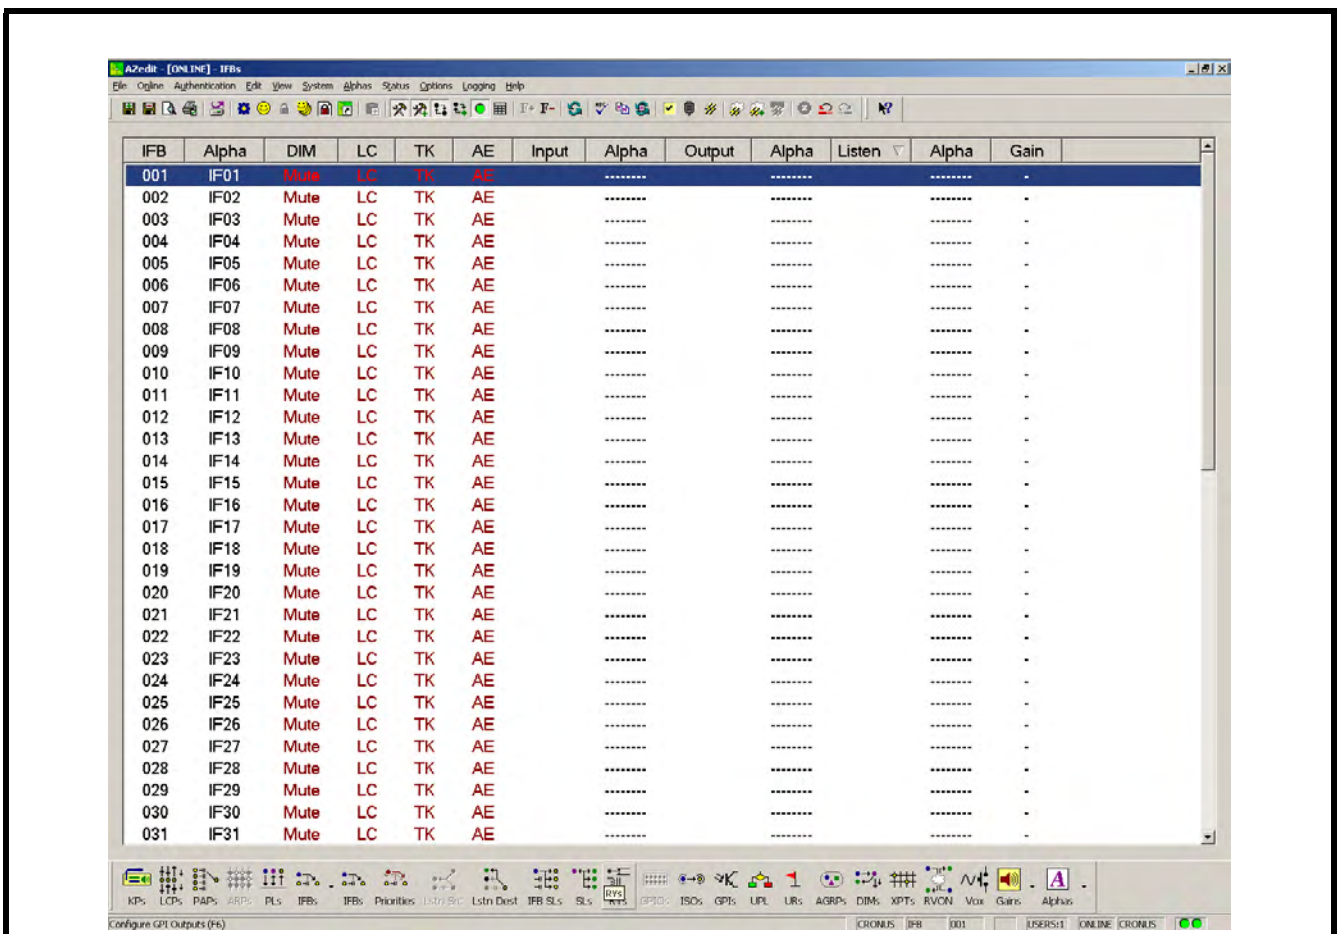 AZedit - [ONLINE] - IFBs
File Online Authentication Edit View System Alphas Status Options Logging Help
F+ F-
IFB Alpha DIM LC TK AE Input Alpha Output Alpha Listen Alpha Gain
001 IF01 Mute LC TK AE -------- -------- -------- -
002 IF02 Mute LC TK AE -------- -------- -------- -
003 IF03 Mute LC TK AE -------- -------- -------- -
004 IF04 Mute LC TK AE -------- -------- -------- -
005 IF05 Mute LC TK AE -------- -------- -------- -
006 IF06 Mute LC TK AE -------- -------- -------- -
007 IF07 Mute LC TK AE -------- -------- -------- -
008 IF08 Mute LC TK AE -------- -------- -------- -
009 IF09 Mute LC TK AE -------- -------- -------- -
010 IF10 Mute LC TK AE -------- -------- -------- -
011 IF11 Mute LC TK AE -------- -------- -------- -
012 IF12 Mute LC TK AE -------- -------- -------- -
013 IF13 Mute LC TK AE -------- -------- -------- -
014 IF14 Mute LC TK AE -------- -------- -------- -
015 IF15 Mute LC TK AE -------- -------- -------- -
016 IF16 Mute LC TK AE -------- -------- -------- -
017 IF17 Mute LC TK AE -------- -------- -------- -
018 IF18 Mute LC TK AE -------- -------- -------- -
019 IF19 Mute LC TK AE -------- -------- -------- -
020 IF20 Mute LC TK AE -------- -------- -------- -
021 IF21 Mute LC TK AE -------- -------- -------- -
022 IF22 Mute LC TK AE -------- -------- -------- -
023 IF23 Mute LC TK AE -------- -------- -------- -
024 IF24 Mute LC TK AE -------- -------- -------- -
025 IF25 Mute LC TK AE -------- -------- -------- -
026 IF26 Mute LC TK AE -------- -------- -------- -
027 IF27 Mute LC TK AE -------- -------- -------- -
028 IF28 Mute LC TK AE -------- -------- -------- -
029 IF29 Mute LC TK AE -------- -------- -------- -
030 IF30 Mute LC TK AE -------- -------- -------- -
031 IF31 Mute LC TK AE -------- -------- -------- -
RYs
KPs LCPs PAPs ARPs PLs IFBs IFBs Priorities Lstn Src Lstn Dest IFB SLs SLs RYs GPIOs ISOs GPIs UPL URs AGRPs DIMs XPTs RVON Vox Gains Alphas
Configure GPI Outputs (F6) CRONUS IFB 001 USERS:1 ONLINE CRONUS